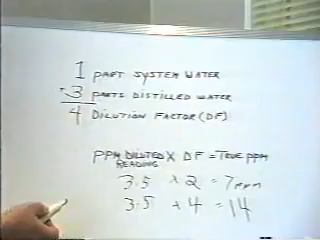 1 PART SYSTEM WATER
+3 PARTS DISTILLED WATER
4 DILUTION FACTOR (DF)
PPM DILUTED X DF = TRUE PPM
READING
3.5 x 2 = 7 ppm
3.5 x 4 = 14